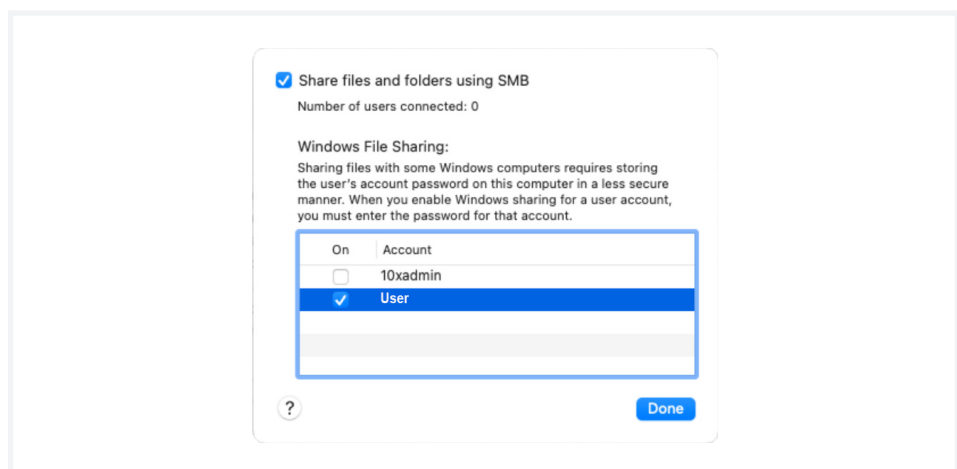 Share files and folders using SMB
Number of users connected: 0
Windows File Sharing:
Sharing files with some Windows computers requires storing
the user's account password on this computer in a less secure
manner. When you enable Windows sharing for a user account,
you must enter the password for that account.
On Account
10xadmin
User
? Done